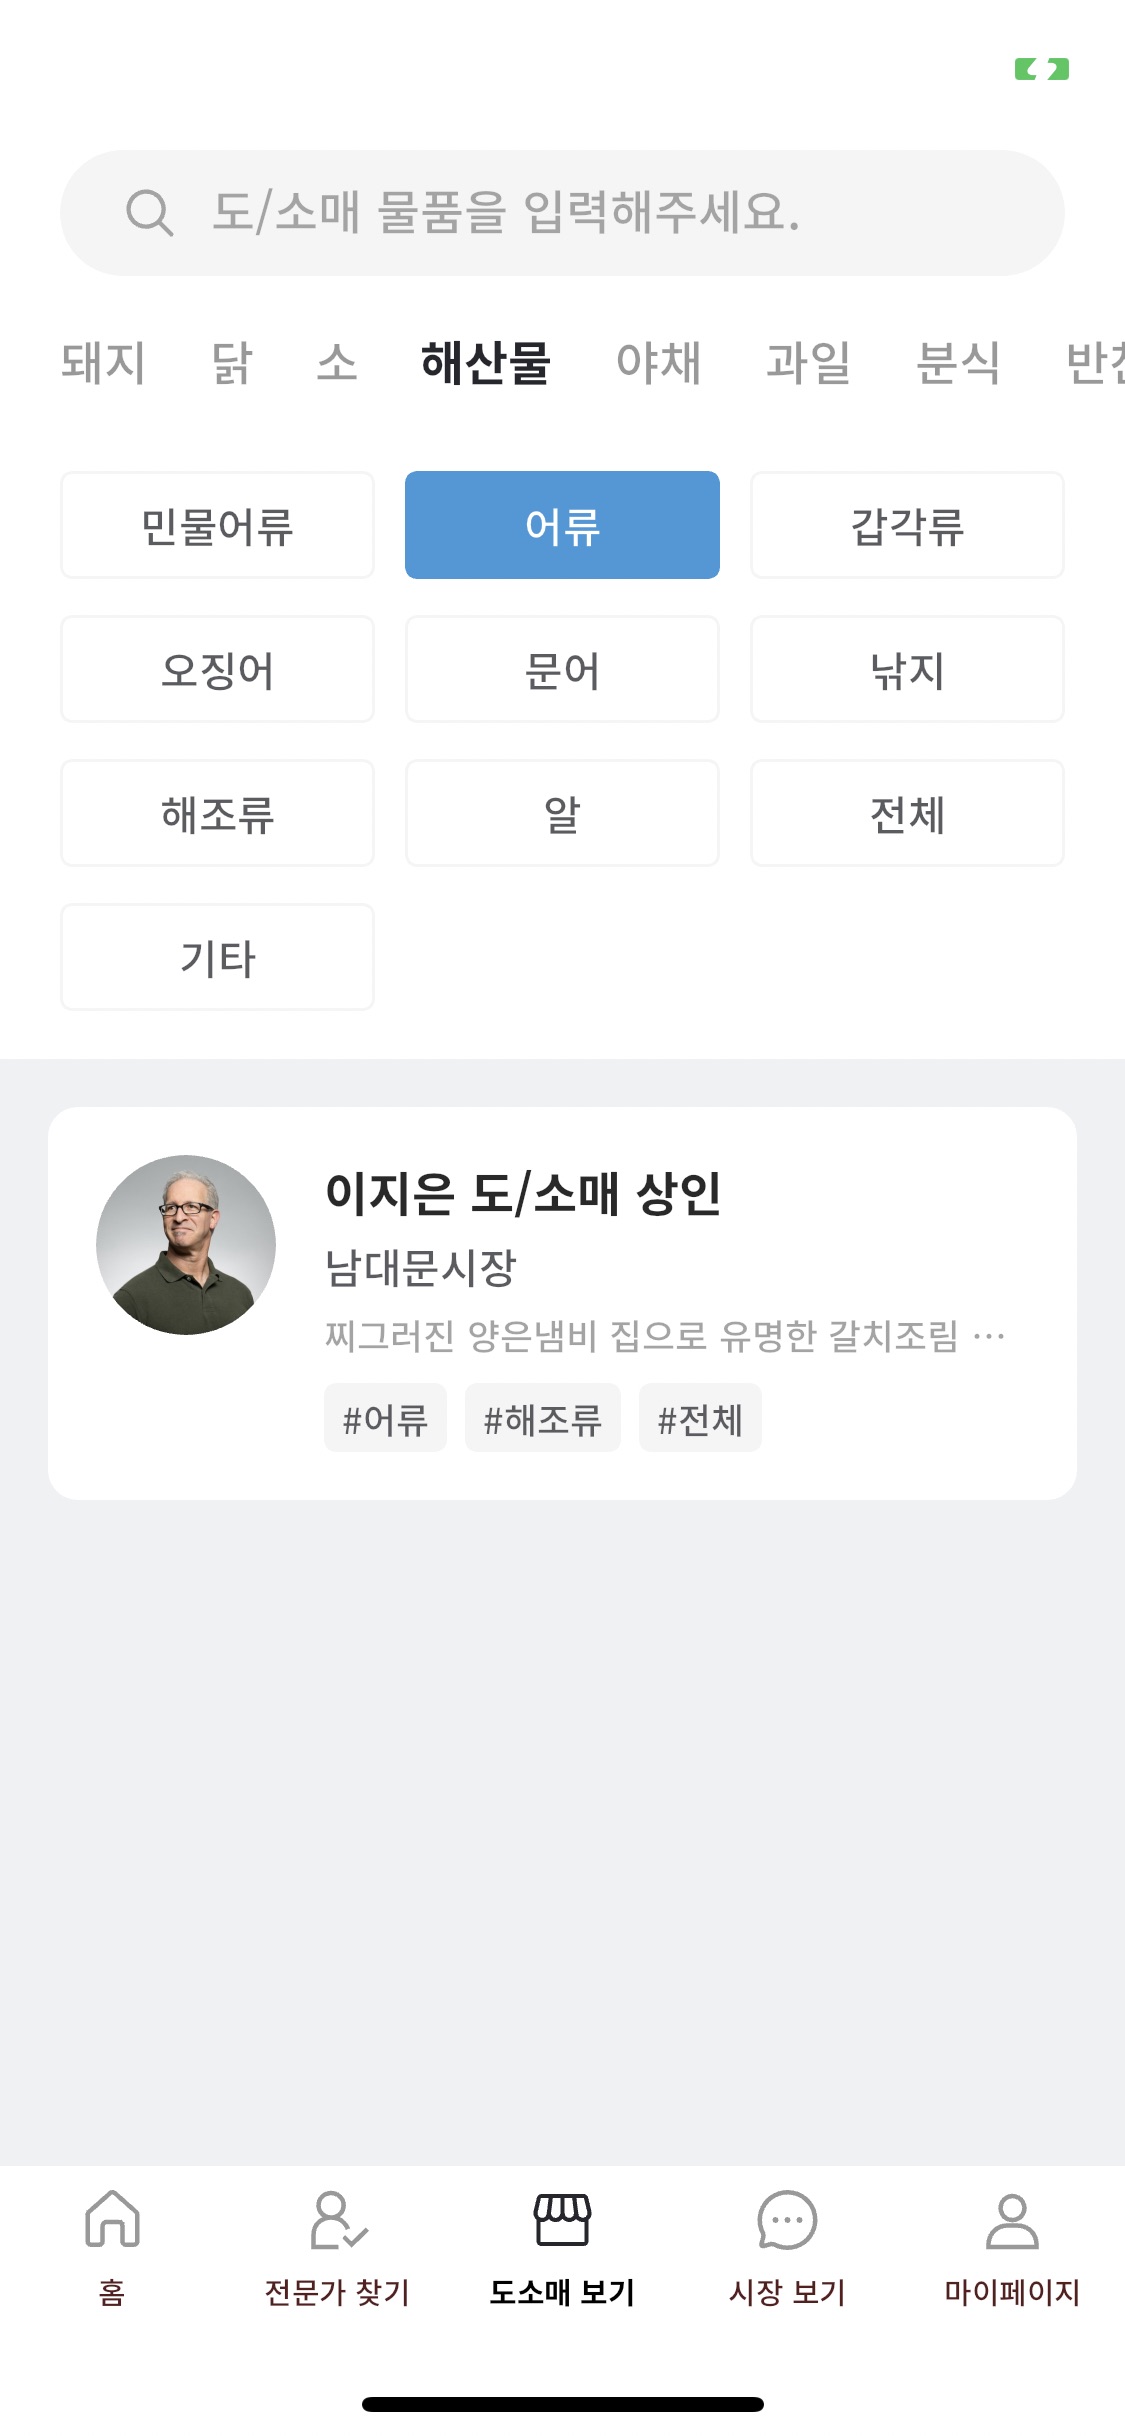 도/소매 물품을 입력해주세요.
돼지 닭 소 해산물 야채 과일 분식
민물어류 어류 갑각류
오징어 문어 낚지
해조류 알 전체
기타
이지은 도/소매 상인
남대문시장
찌그러진 양은냄비 집으로 유명한 갈치조림 …
#어류 #해조류 #전체
홈 전문가 찾기 도소매 보기 시장 보기 마이페이지